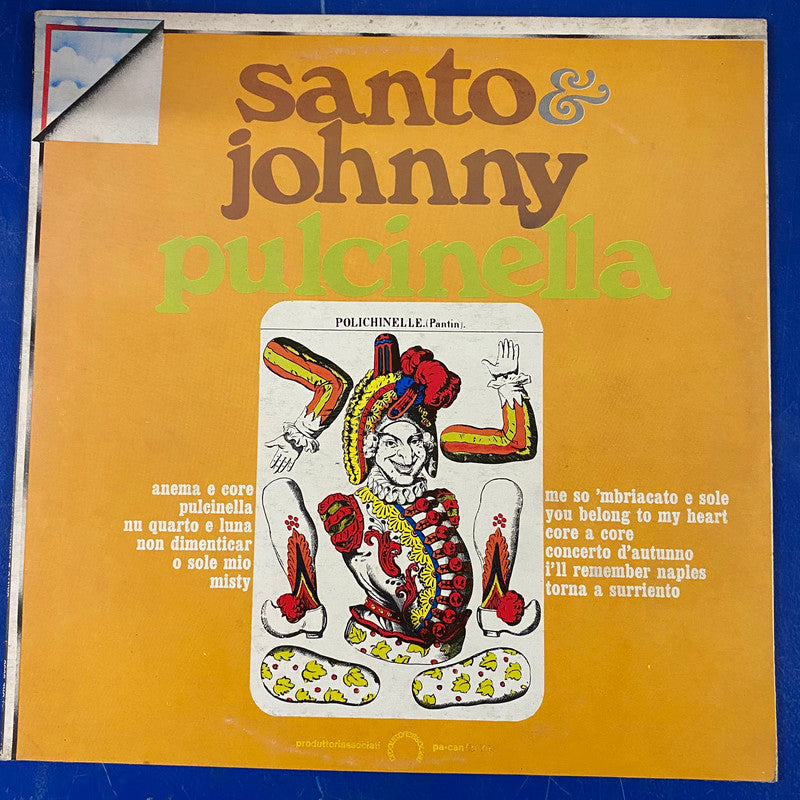 santo &
johnny
pulcinella
POLICHINELLE.(Pantin).
anema e core
pulcinella
nu quarto e luna
non dimenticar
o sole mio
misty
me so 'mbriacato e sole
you belong to my heart
core a core
concerto d'autunno
i'll remember naples
torna a surriento
produttoriassociati